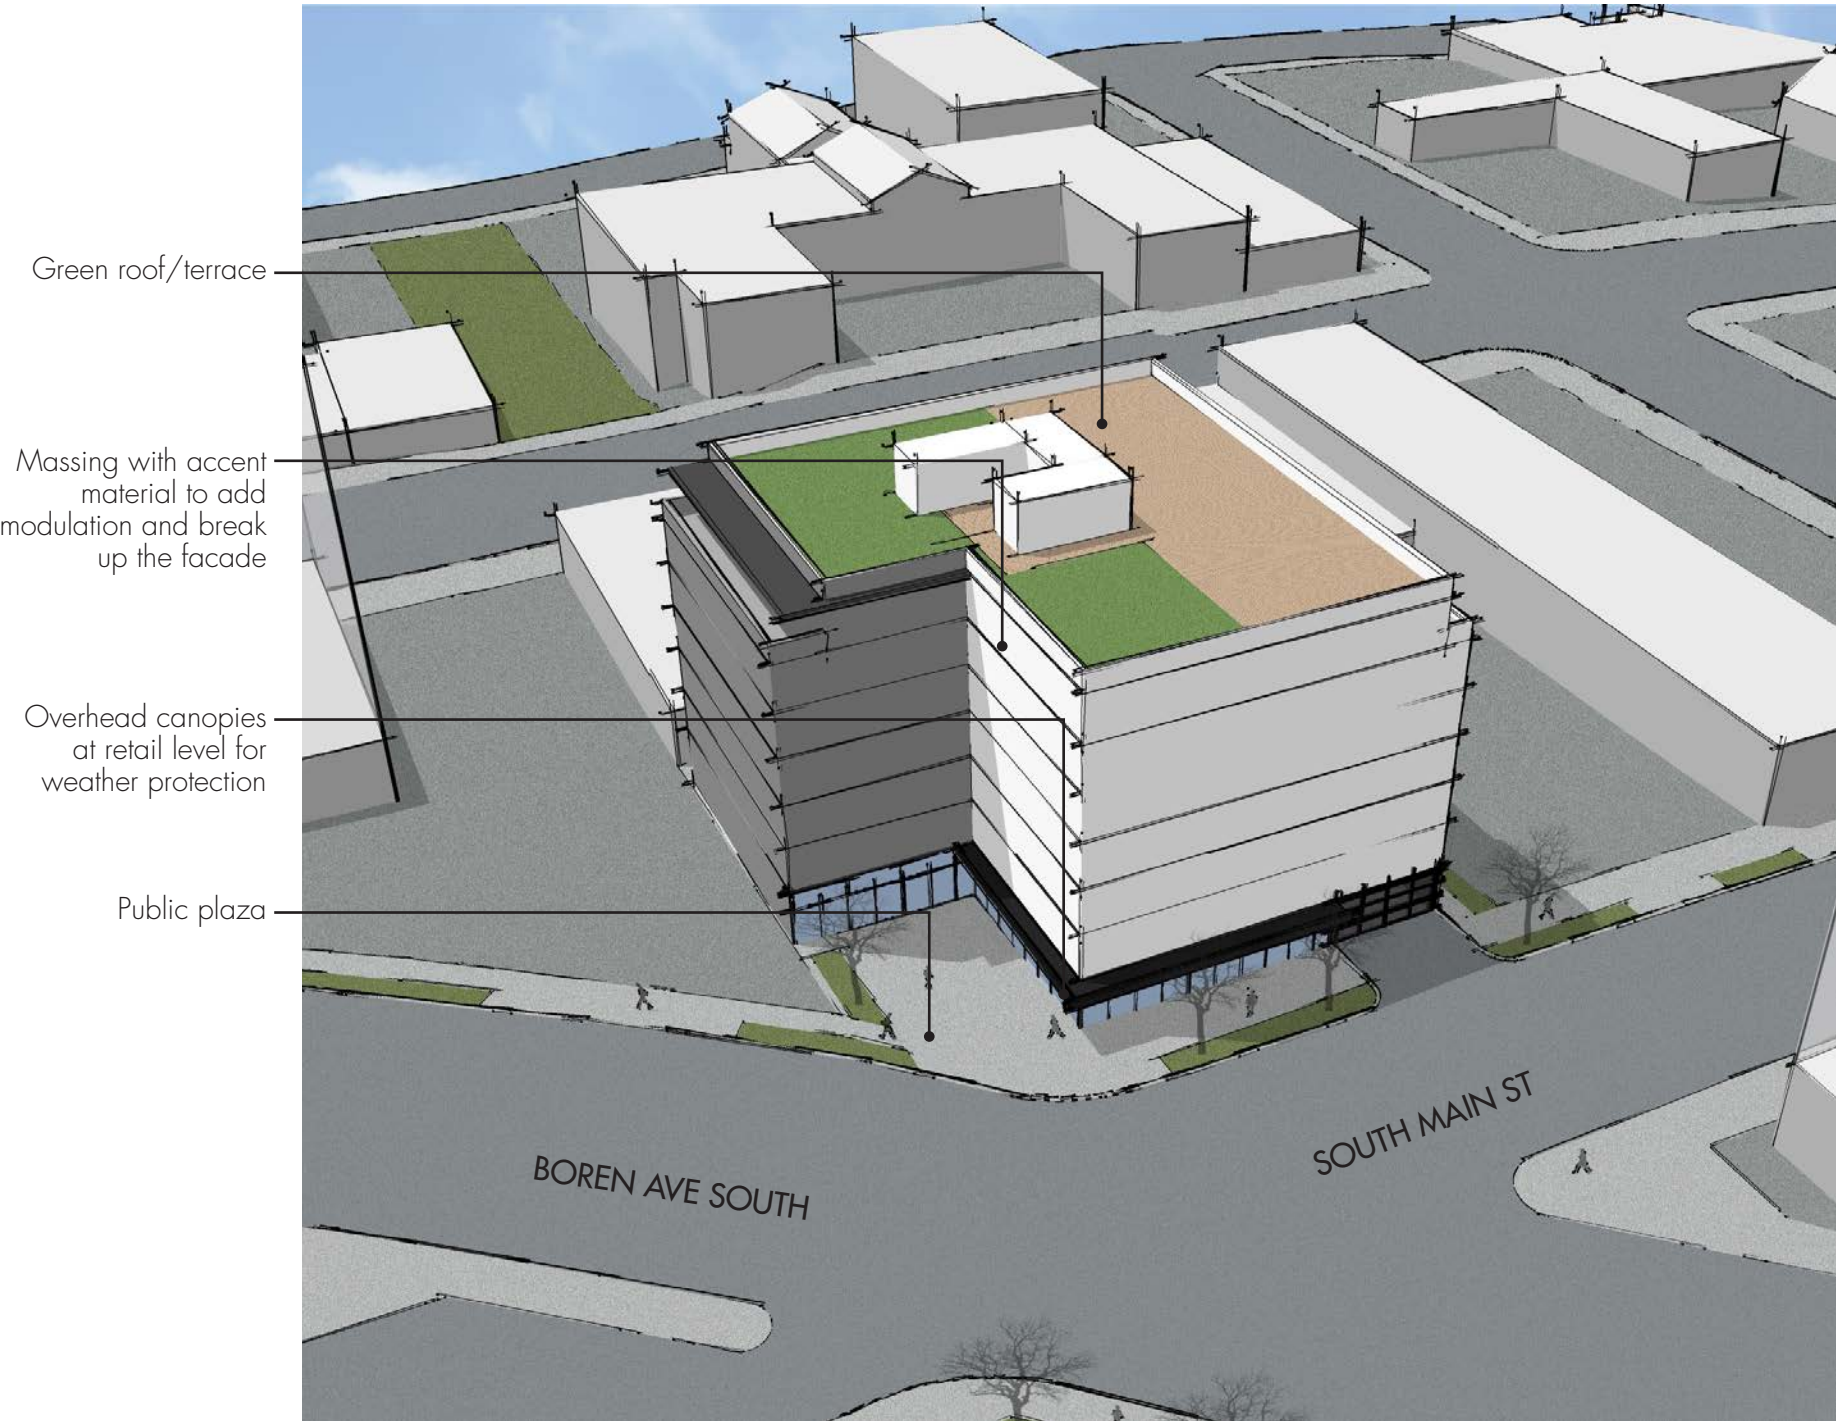 Green roof/terrace
Massing with accent
material to add
modulation and break
up the facade
Overhead canopies
at retail level for
weather protection
Public plaza
BOREN AVE SOUTH
SOUTH MAIN ST